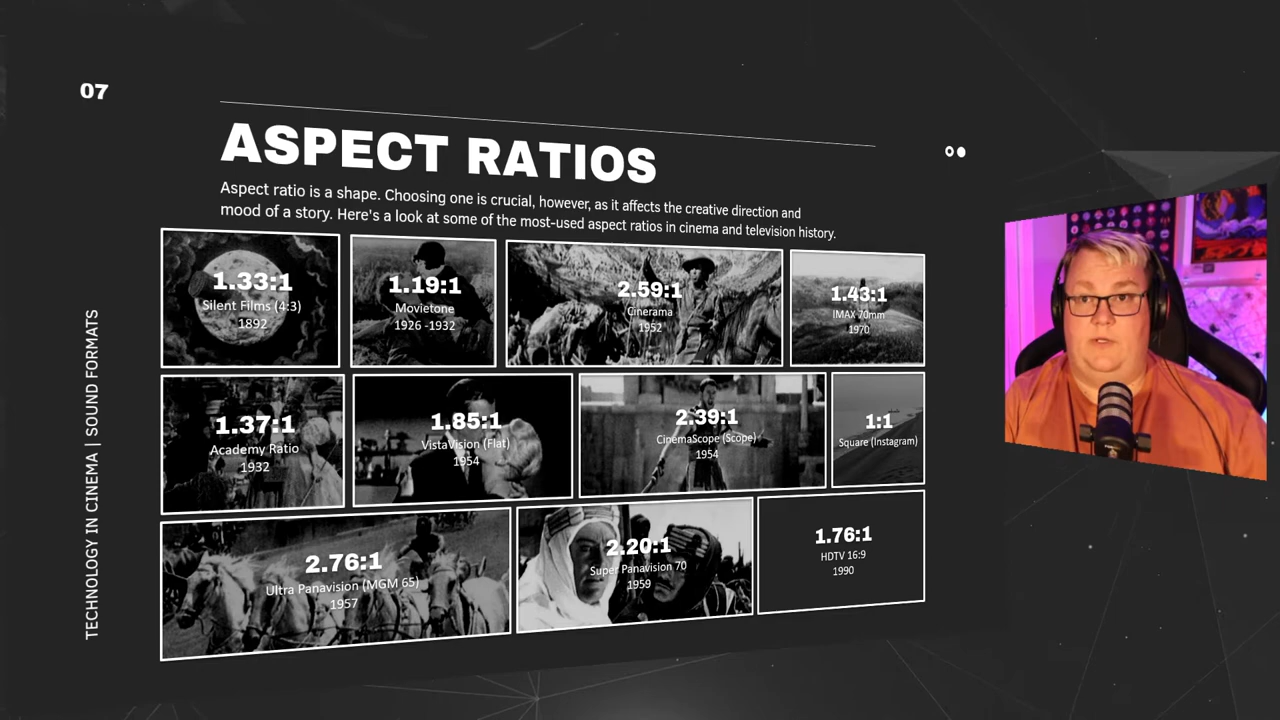 07
ASPECT RATIOS
Aspect ratio is a shape. Choosing one is crucial, however, as it affects the creative direction and
mood of a story. Here's a look at some of the most-used aspect ratios in cinema and television history.
1.33:1
Silent Films (4:3)
1892
1.19:1
Movietone
1926 -1932
2.59:1
Cinerama
1952
1.43:1
IMAX 70mm
1970
1.37:1
Academy Ratio
1932
1.85:1
VistaVision (Flat)
1954
2.39:1
CinemaScope (Scope)
1954
1:1
Square (Instagram)
2.76:1
Ultra Panavision (MGM 65)
1957
2.20:1
Super Panavision 70
1959
1.76:1
HDTV 16:9
1990
TECHNOLOGY IN CINEMA | SOUND FORMATS